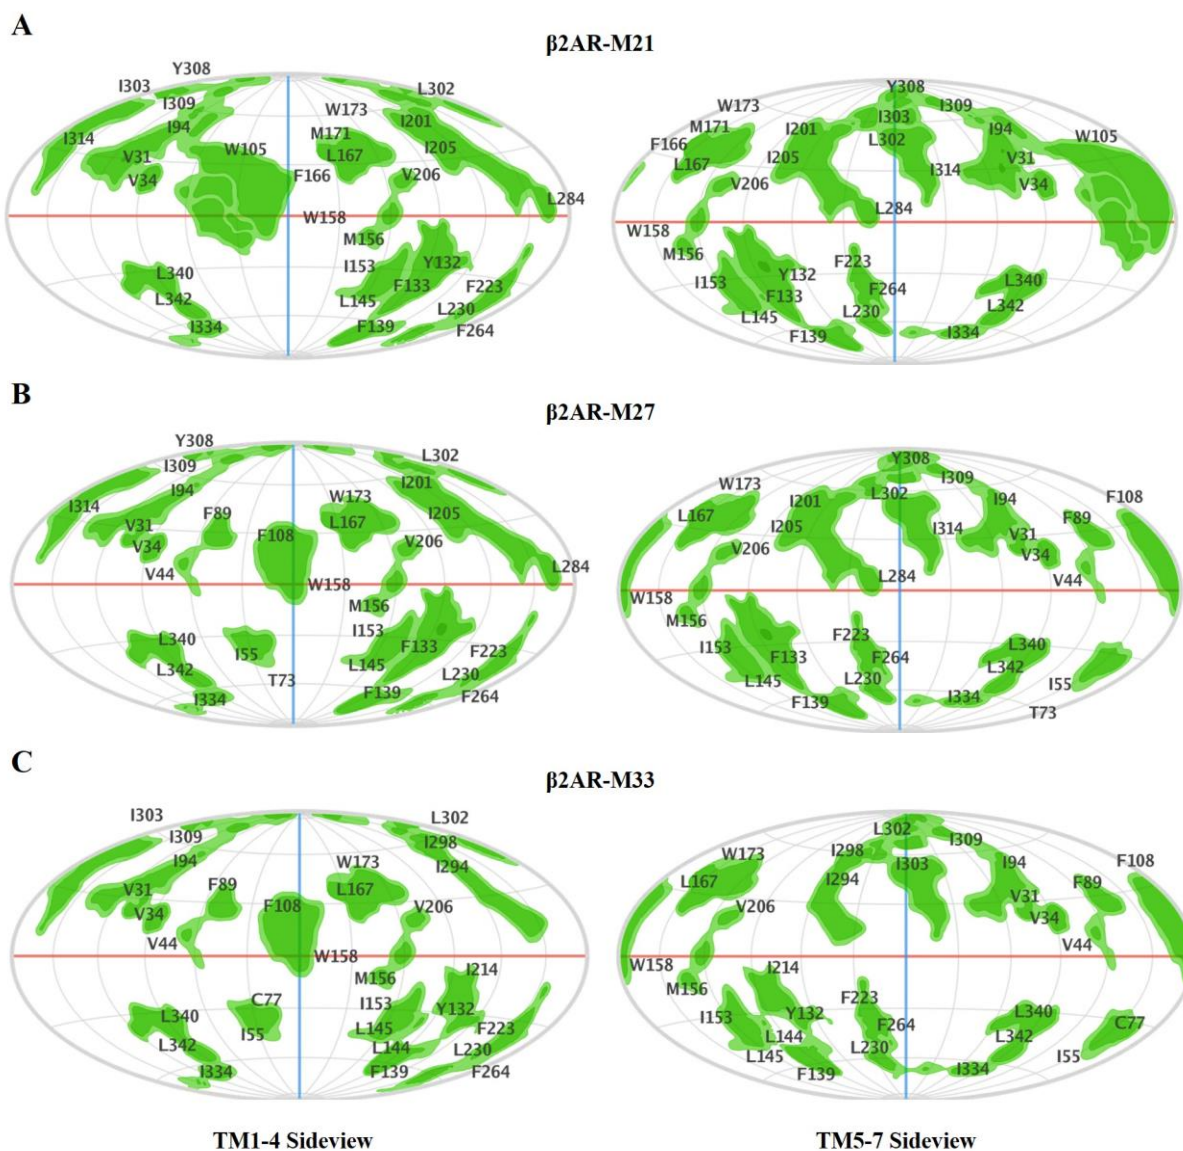 A
β2AR-M21
Y308
I303
I309
L302
I94
W173
I201
I314
W105
M171
V31
L167
I205
V34
F166
V206
L284
W158
M156
L340
I153
Y132
L342
L145
F133
F223
I334
F139
L230
F264
Y308
W173
I303
I309
M171
I201
L302
I94
W105
F166
L167
I205
V31
I314
V34
V206
L284
W158
M156
I153
Y132
F223
L340
F133
F264
L342
L145
L230
F139
I334
B
β2AR-M27
Y308
I309
L302
I94
I201
I314
F89
W173
V31
F108
L167
I205
V34
V206
V44
L284
W158
M156
L340
I153
I55
F133
F223
L342
T73
L145
L230
I334
F139
F264
Y308
W173
I309
L302
I201
I94
F108
L167
I205
I314
F89
V31
V34
V206
V44
L284
W158
M156
I153
F223
L340
F133
F264
L342
L145
L230
I55
F139
I334
T73
C
β2AR-M33
I303
L302
I309
I298
I94
W173
I294
V31
F89
L167
V34
F108
V206
V44
W158
M156
I214
C77
I153
L340
Y132
I55
L145
F223
L342
L144
L230
I334
F139
F264
L302
I309
W173
I298
I303
I94
F108
L167
I294
F89
V31
V34
V206
V44
W158
I214
M156
F223
I153
Y132
L340
C77
L144
F264
L342
L145
L230
I55
F139
I334
TM1-4 Sideview
TM5-7 Sideview